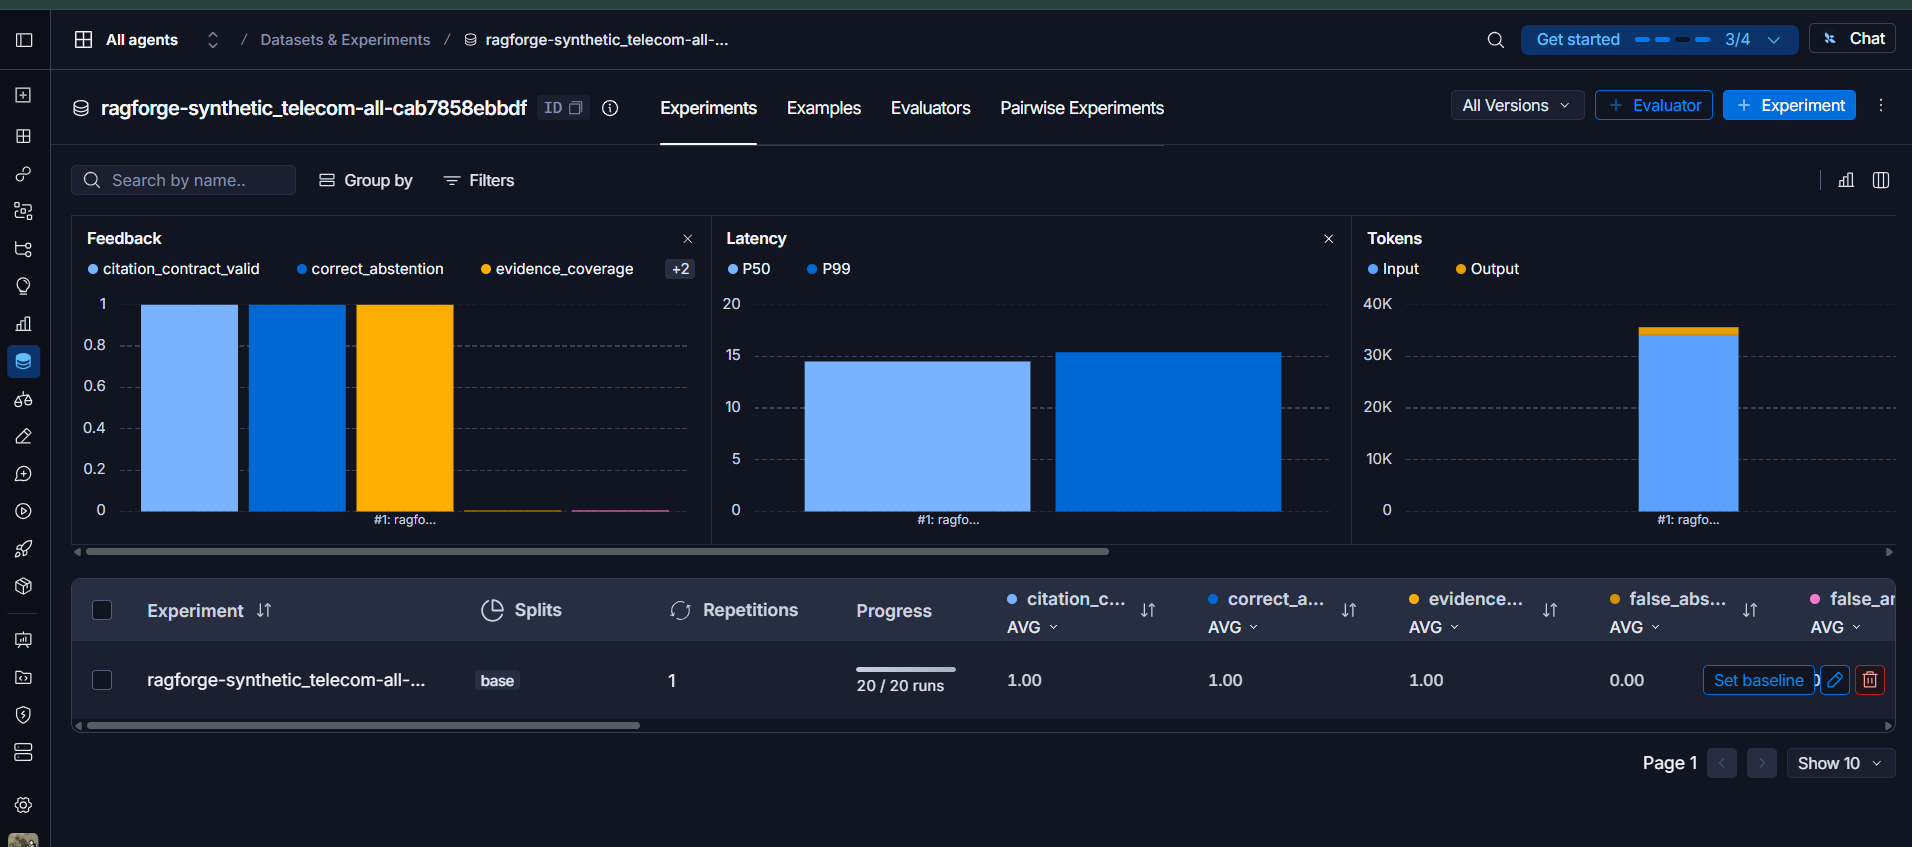 All agents / Datasets & Experiments / ragforge-synthetic_telecom-all-...
Get started 3/4 Chat
ragforge-synthetic_telecom-all-cab7858ebbdf ID
Experiments Examples Evaluators Pairwise Experiments
All Versions + Evaluator + Experiment
Search by name.. Group by Filters
Feedback
citation_contract_valid correct_abstention evidence_coverage +2
1
0.8
0.6
0.4
0.2
0
#1: ragfo...
Latency
P50 P99
20
15
10
5
0
#1: ragfo...
Tokens
Input Output
40K
30K
20K
10K
0
#1: ragfo...
Experiment Splits Repetitions Progress citation_c... correct_a... evidence... false_abs... false_ar
AVG AVG AVG AVG AVG
ragforge-synthetic_telecom-all-... base 1 20 / 20 runs 1.00 1.00 1.00 0.00 Set baseline
Page 1 Show 10